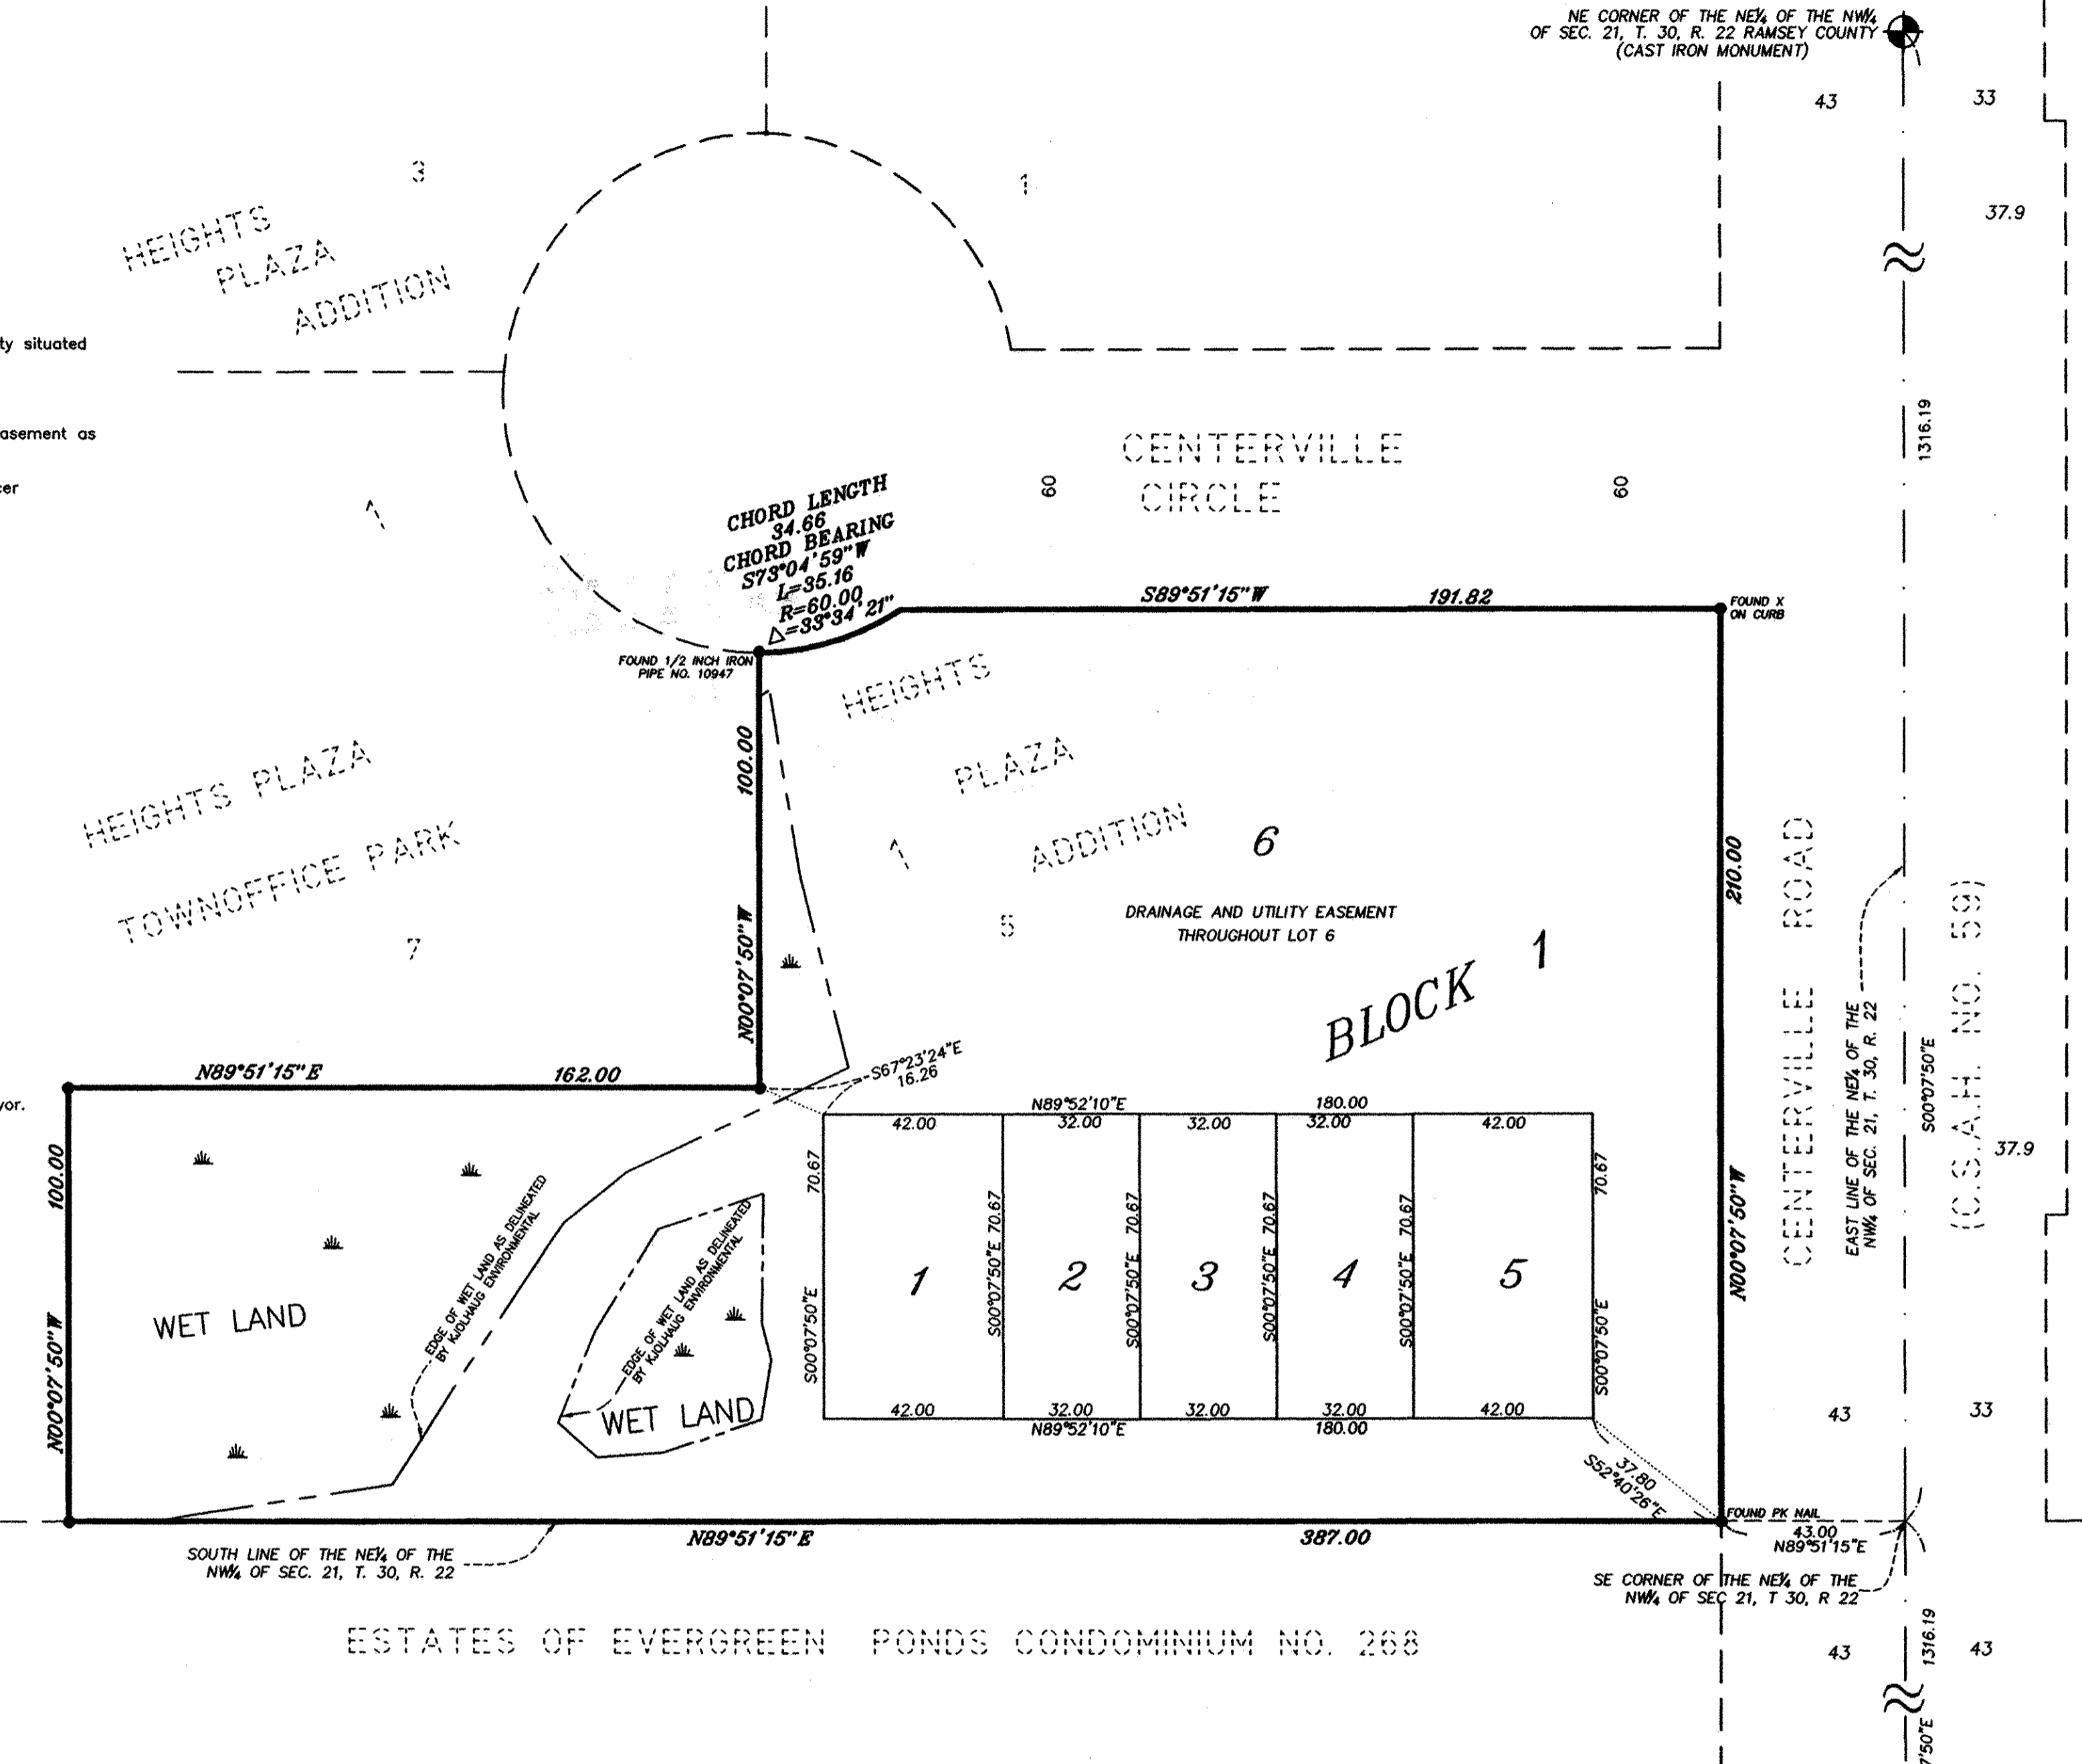 NE CORNER OF THE NE¼ OF THE NW¼
OF SEC. 21, T. 30, R. 22 RAMSEY COUNTY
(CAST IRON MONUMENT)
43
33
3
1
37.9
HEIGHTS
PLAZA
ADDITION
ty situated
asement as
cer
1
CENTERVILLE
CIRCLE
60
60
1316.19
CHORD LENGTH
34.66
CHORD BEARING
S73°04'59"W
L=35.16
R=60.00
△=33°34'21"
S89°51'15"W
191.82
FOUND X
ON CURB
FOUND 1/2 INCH IRON
PIPE NO. 10947
HEIGHTS
PLAZA
ADDITION
1
5
100.00
N00°07'50"W
HEIGHTS PLAZA
TOWNOFFICE PARK
7
6
DRAINAGE AND UTILITY EASEMENT
THROUGHOUT LOT 6
BLOCK 1
210.00
N00°07'50"W
CENTERVILLE ROAD
(C.S.A.H. NO. 59)
EAST LINE OF THE NE¼ OF THE
NW¼ OF SEC. 21, T. 30, R. 22
S00°07'50"E
37.9
N89°51'15"E
162.00
S67°23'24"E
16.26
yor.
N89°52'10"E
180.00
42.00
32.00
32.00
32.00
42.00
100.00
N00°07'50"W
70.67
S00°07'50"E
S00°07'50"E 70.67
S00°07'50"E 70.67
S00°07'50"E 70.67
S00°07'50"E 70.67
70.67
S00°07'50"E
1
2
3
4
5
EDGE OF WET LAND AS DELINEATED
BY KJOLHAUG ENVIRONMENTAL
EDGE OF WET LAND AS DELINEATED
BY KJOLHAUG ENVIRONMENTAL
WET LAND
WET LAND
42.00
32.00
32.00
32.00
42.00
N89°52'10"E
180.00
43
33
37.80
S52°40'26"E
FOUND PK NAIL
43.00
N89°51'15"E
N89°51'15"E
387.00
SOUTH LINE OF THE NE¼ OF THE
NW¼ OF SEC. 21, T. 30, R. 22
SE CORNER OF THE NE¼ OF THE
NW¼ OF SEC 21, T 30, R 22
ESTATES OF EVERGREEN PONDS CONDOMINIUM NO. 268
43
1316.19
43
7'50"E